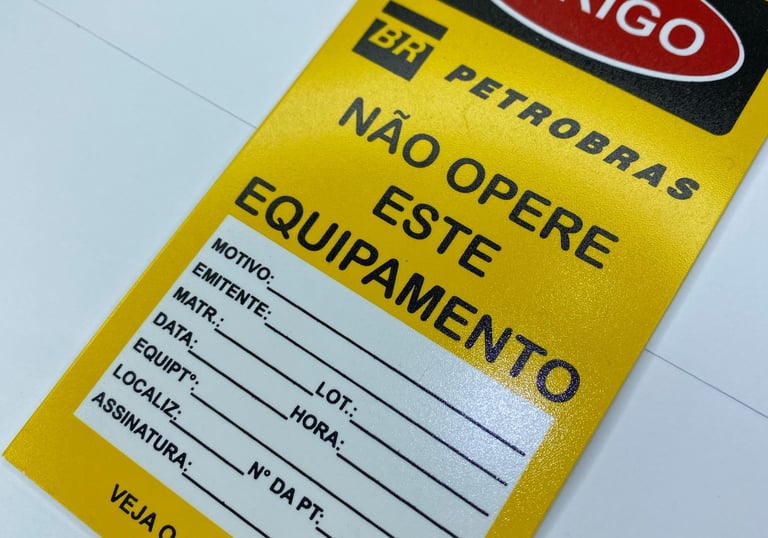 RIGO
BR PETROBRAS
NÃO OPERE
ESTE
EQUIPAMENTO
MOTIVO:
EMITENTE:
MATR.: LOT.:
DATA: HORA:
EQUIPTº:
LOCALIZ: Nº DA PT:
ASSINATURA:
VEJA O